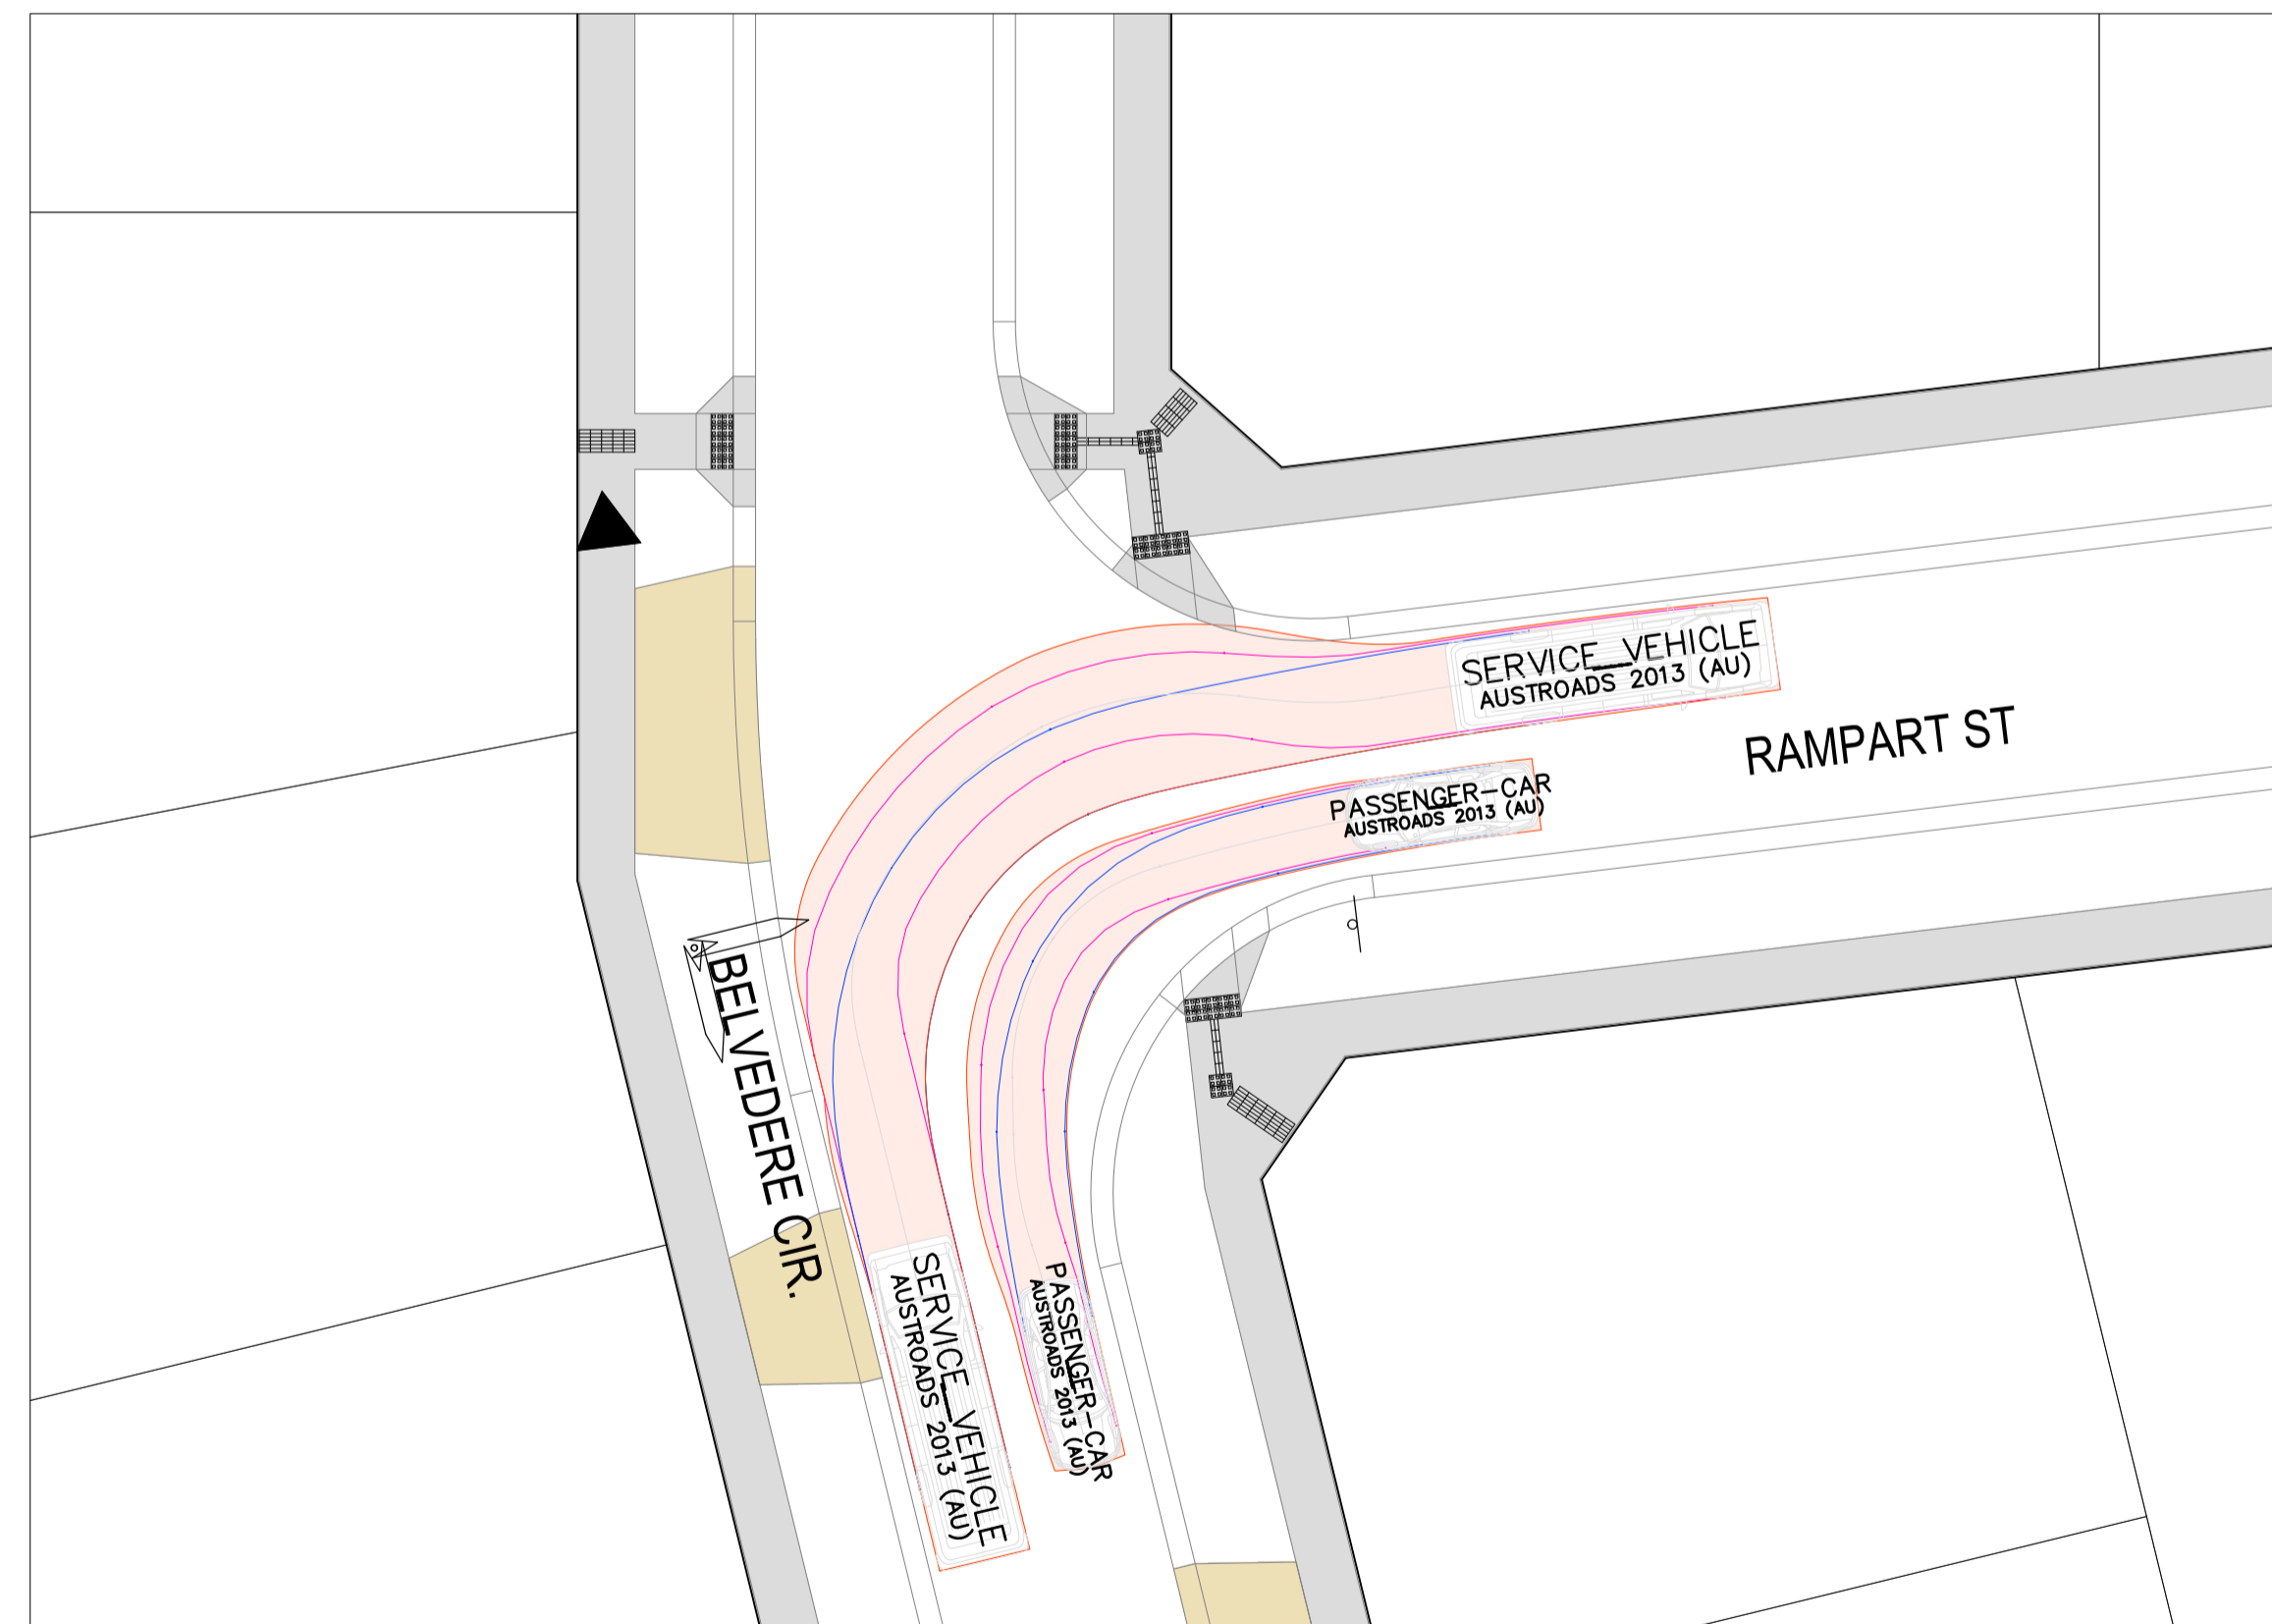 SERVICE_VEHICLE
AUSTROADS 2013 (AU)
RAMPART ST
PASSENGER-CAR
AUSTROADS 2013 (AU)
BELVEDERE CIR.
SERVICE_VEHICLE
AUSTROADS 2013 (AU)
PASSENGER-CAR
AUSTROADS 2013 (AU)